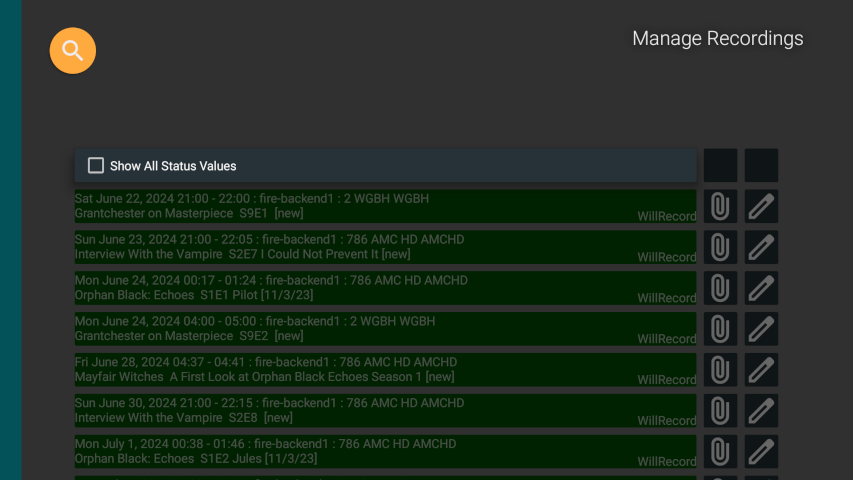 Manage Recordings
Show All Status Values
Sat June 22, 2024 21:00 - 22:00 : fire-backend1 : 2 WGBH WGBH
Grantchester on Masterpiece  S9E1  [new]
WillRecord
Sun June 23, 2024 21:00 - 22:05 : fire-backend1 : 786 AMC HD AMCHD
Interview With the Vampire  S2E7 I Could Not Prevent It [new]
WillRecord
Mon June 24, 2024 00:17 - 01:24 : fire-backend1 : 786 AMC HD AMCHD
Orphan Black: Echoes  S1E1 Pilot [11/3/23]
WillRecord
Mon June 24, 2024 04:00 - 05:00 : fire-backend1 : 2 WGBH WGBH
Grantchester on Masterpiece  S9E2  [new]
WillRecord
Fri June 28, 2024 04:37 - 04:41 : fire-backend1 : 786 AMC HD AMCHD
Mayfair Witches  A First Look at Orphan Black Echoes Season 1 [new]
WillRecord
Sun June 30, 2024 21:00 - 22:15 : fire-backend1 : 786 AMC HD AMCHD
Interview With the Vampire  S2E8  [new]
WillRecord
Mon July 1, 2024 00:38 - 01:46 : fire-backend1 : 786 AMC HD AMCHD
Orphan Black: Echoes  S1E2 Jules [11/3/23]
WillRecord